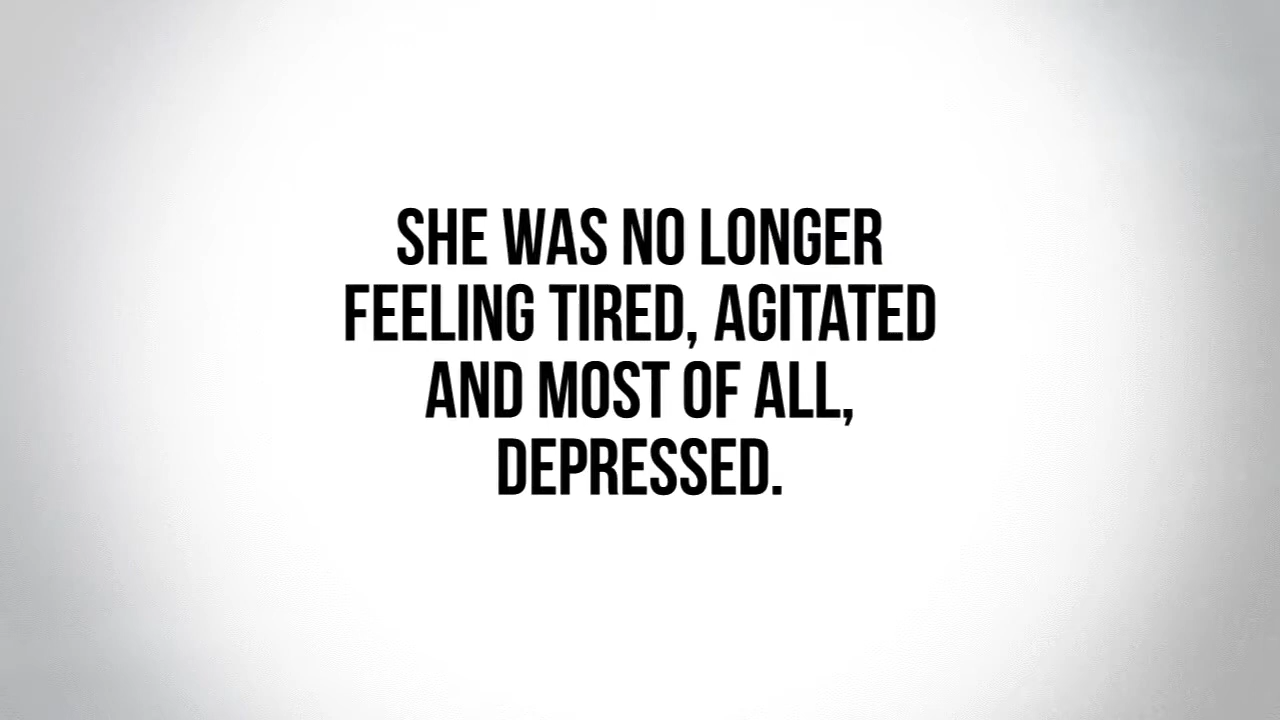 SHE WAS NO LONGER
FEELING TIRED, AGITATED
AND MOST OF ALL,
DEPRESSED.